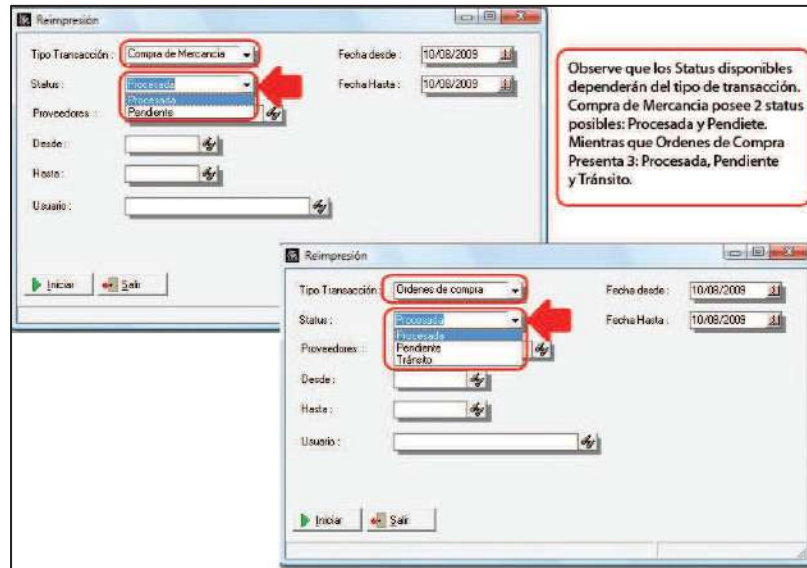 Reimpresión
Tipo Transacción : Compra de Mercancia Fecha desde : 10/08/2009
Status : Procesada Fecha Hasta : 10/08/2009
Procesada
Proveedores : Pendiente
Desde :
Hasta :
Usuario :
Iniciar Salir
Observe que los Status disponibles
dependerán del tipo de transacción.
Compra de Mercancia posee 2 status
posibles: Procesada y Pendiete.
Mientras que Ordenes de Compra
Presenta 3: Procesada, Pendiente
y Tránsito.
Reimpresión
Tipo Transacción : Ordenes de compra Fecha desde : 10/08/2009
Status : Procesada Fecha Hasta : 10/08/2009
Procesada
Proveedores : Pendiente
Tránsito
Desde :
Hasta :
Usuario :
Iniciar Salir